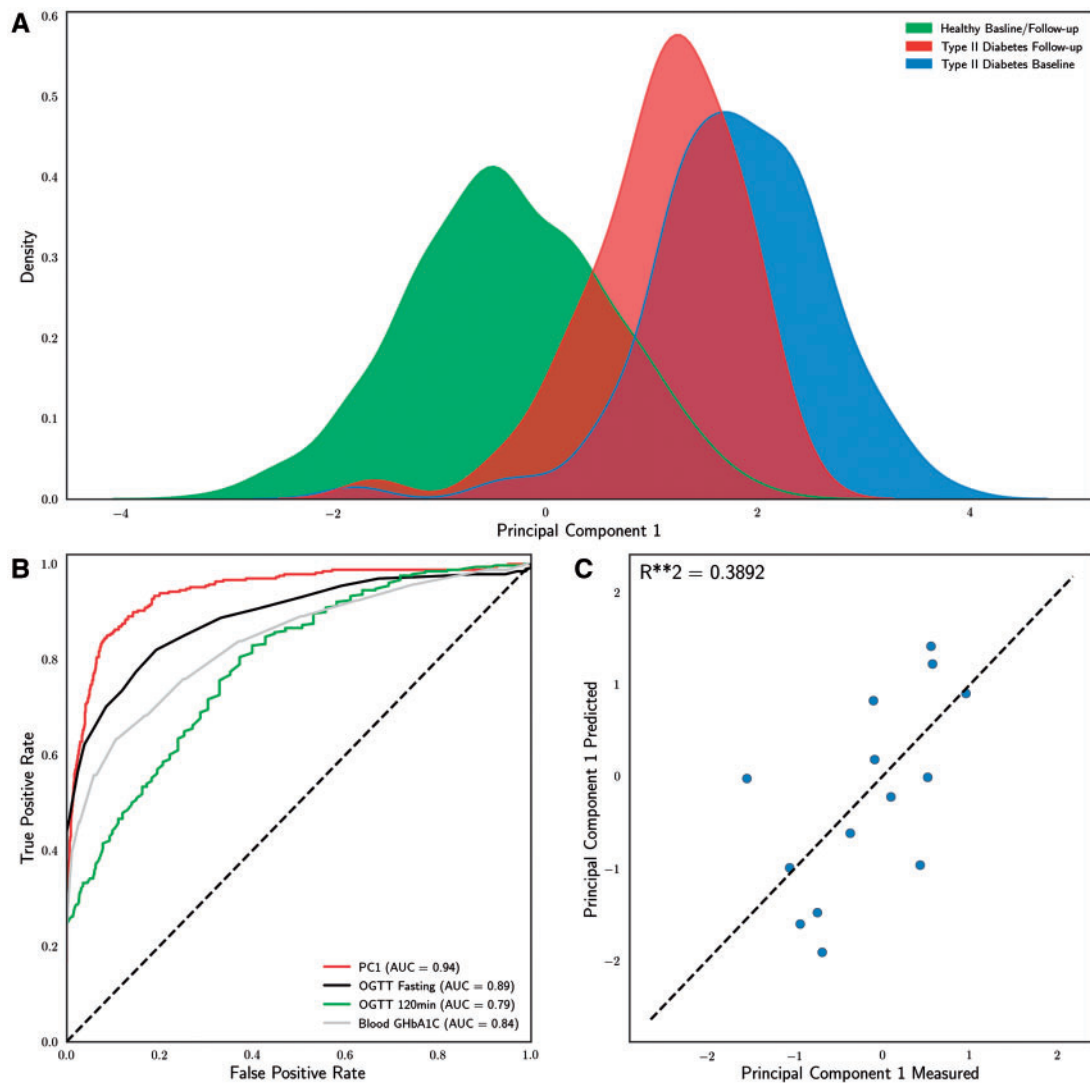 A
0.6
0.5
0.4
0.3
0.2
0.1
0.0
Density
Healthy Basline/Follow-up
Type II Diabetes Follow-up
Type II Diabetes Baseline
-4
-2
0
2
4
Principal Component 1
B
1.0
0.8
0.6
0.4
0.2
0.0
True Positive Rate
PC1 (AUC = 0.94)
OGTT Fasting (AUC = 0.89)
OGTT 120min (AUC = 0.79)
Blood GHbA1C (AUC = 0.84)
0.0
0.2
0.4
0.6
0.8
1.0
False Positive Rate
C
R**2 = 0.3892
2
1
0
-1
-2
Principal Component 1 Predicted
-2
-1
0
1
2
Principal Component 1 Measured